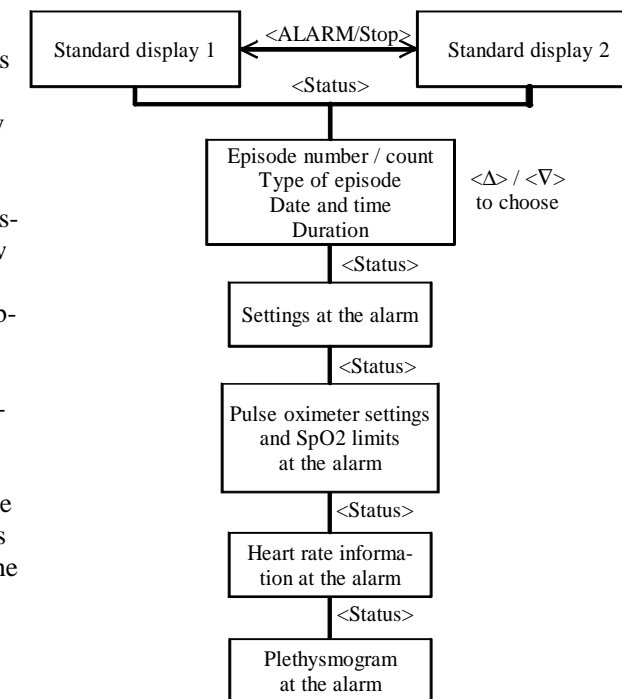 Standard display 1
<ALARM/Stop>
Standard display 2
<Status>
Episode number / count
Type of episode
Date and time
Duration
<Δ> / <∇>
to choose
<Status>
Settings at the alarm
<Status>
Pulse oximeter settings
and SpO2 limits
at the alarm
<Status>
Heart rate informa-
tion at the alarm
<Status>
Plethysmogram
at the alarm